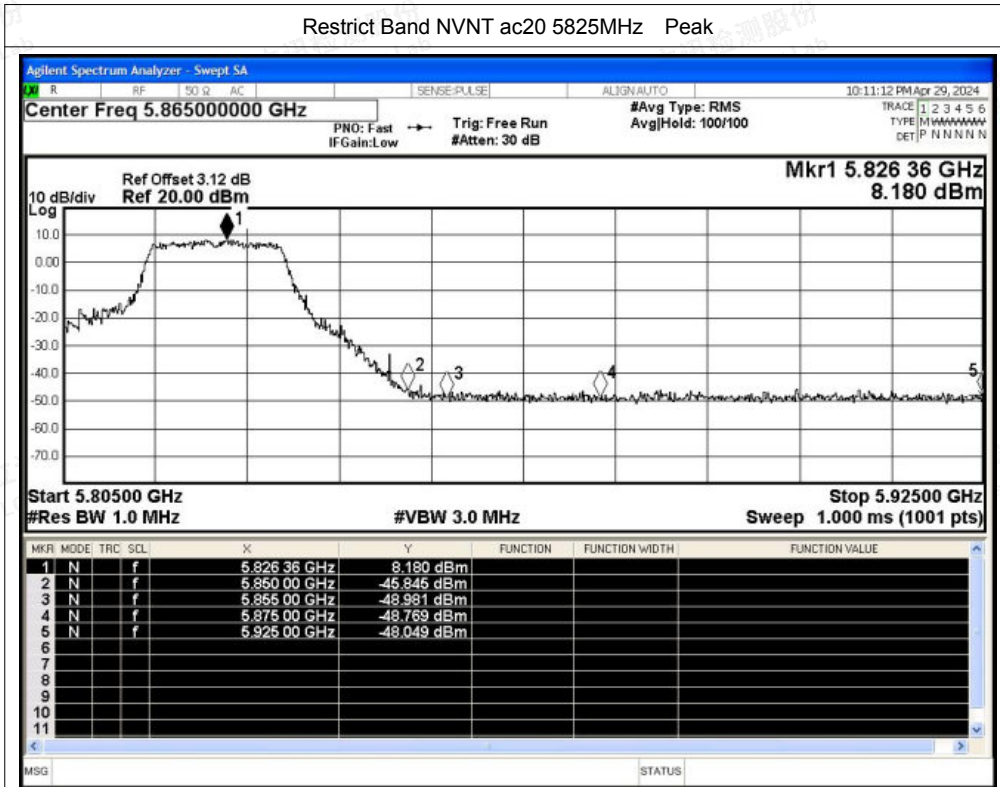 Restrict Band NVNT ac20 5825MHz Peak
Agilent Spectrum Analyzer - Swept SA
LXI R RF 50 Ω AC SENSE:PULSE ALIGN AUTO 10:11:12 PM Apr 29, 2024
Center Freq 5.865000000 GHz
PNO: Fast
IFGain:Low
Trig: Free Run
#Atten: 30 dB
#Avg Type: RMS
Avg|Hold: 100/100
TRACE 1 2 3 4 5 6
TYPE MWWWWW
DET P N N N N N
Ref Offset 3.12 dB
10 dB/div Ref 20.00 dBm
Log
Mkr1 5.826 36 GHz
8.180 dBm
10.0
0.00
-10.0
-20.0
-30.0
-40.0
-50.0
-60.0
-70.0
1
2
3
4
5
Start 5.80500 GHz Stop 5.92500 GHz
#Res BW 1.0 MHz #VBW 3.0 MHz Sweep 1.000 ms (1001 pts)
MKR MODE TRC SCL X Y FUNCTION FUNCTION WIDTH FUNCTION VALUE
1 N f 5.826 36 GHz 8.180 dBm
2 N f 5.850 00 GHz -45.845 dBm
3 N f 5.855 00 GHz -48.981 dBm
4 N f 5.875 00 GHz -48.769 dBm
5 N f 5.925 00 GHz -48.049 dBm
6
7
8
9
10
11
MSG STATUS